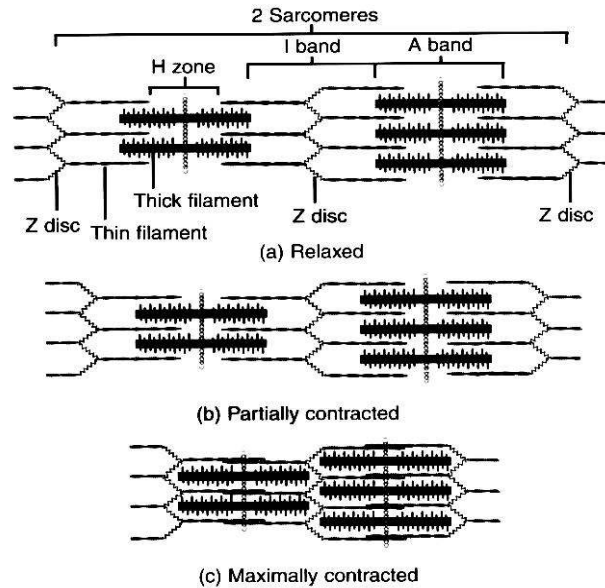 2 Sarcomeres
I band
A band
H zone
Thick filament
Z disc
Z disc
Z disc
Thin filament
(a) Relaxed
(b) Partially contracted
(c) Maximally contracted